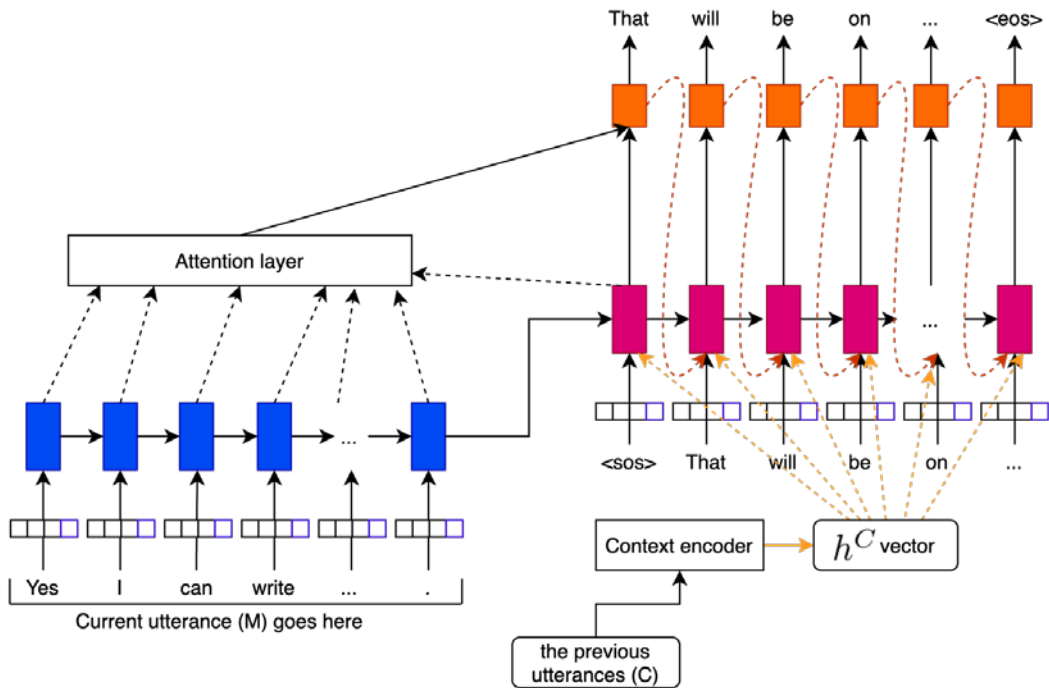 That will be on ... <eos>
Attention layer
...
...
<sos> That will be on ...
Context encoder
h^C vector
Yes I can write ... .
Current utterance (M) goes here
the previous
utterances (C)